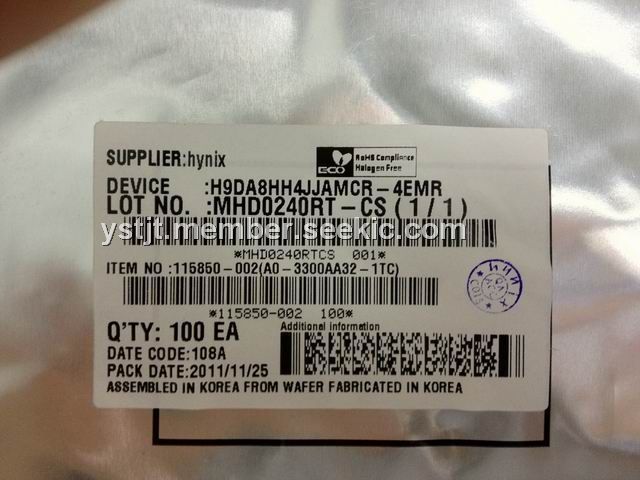 SUPPLIER:hynix
ECO
RoHS Compliance
Halogen Free
DEVICE :H9DA8HH4JJAMCR-4EMR
LOT NO. :MHD0240RT-CS(1/1)
ystjt.member.seekic.com
*MHD0240RTCS 001*
ITEM NO :115850-002(A0-3300AA32-1TC)
*115850-002 100*
Q'TY: 100 EA
Additional information
DATE CODE:108A
PACK DATE:2011/11/25
ASSEMBLED IN KOREA FROM WAFER FABRICATED IN KOREA